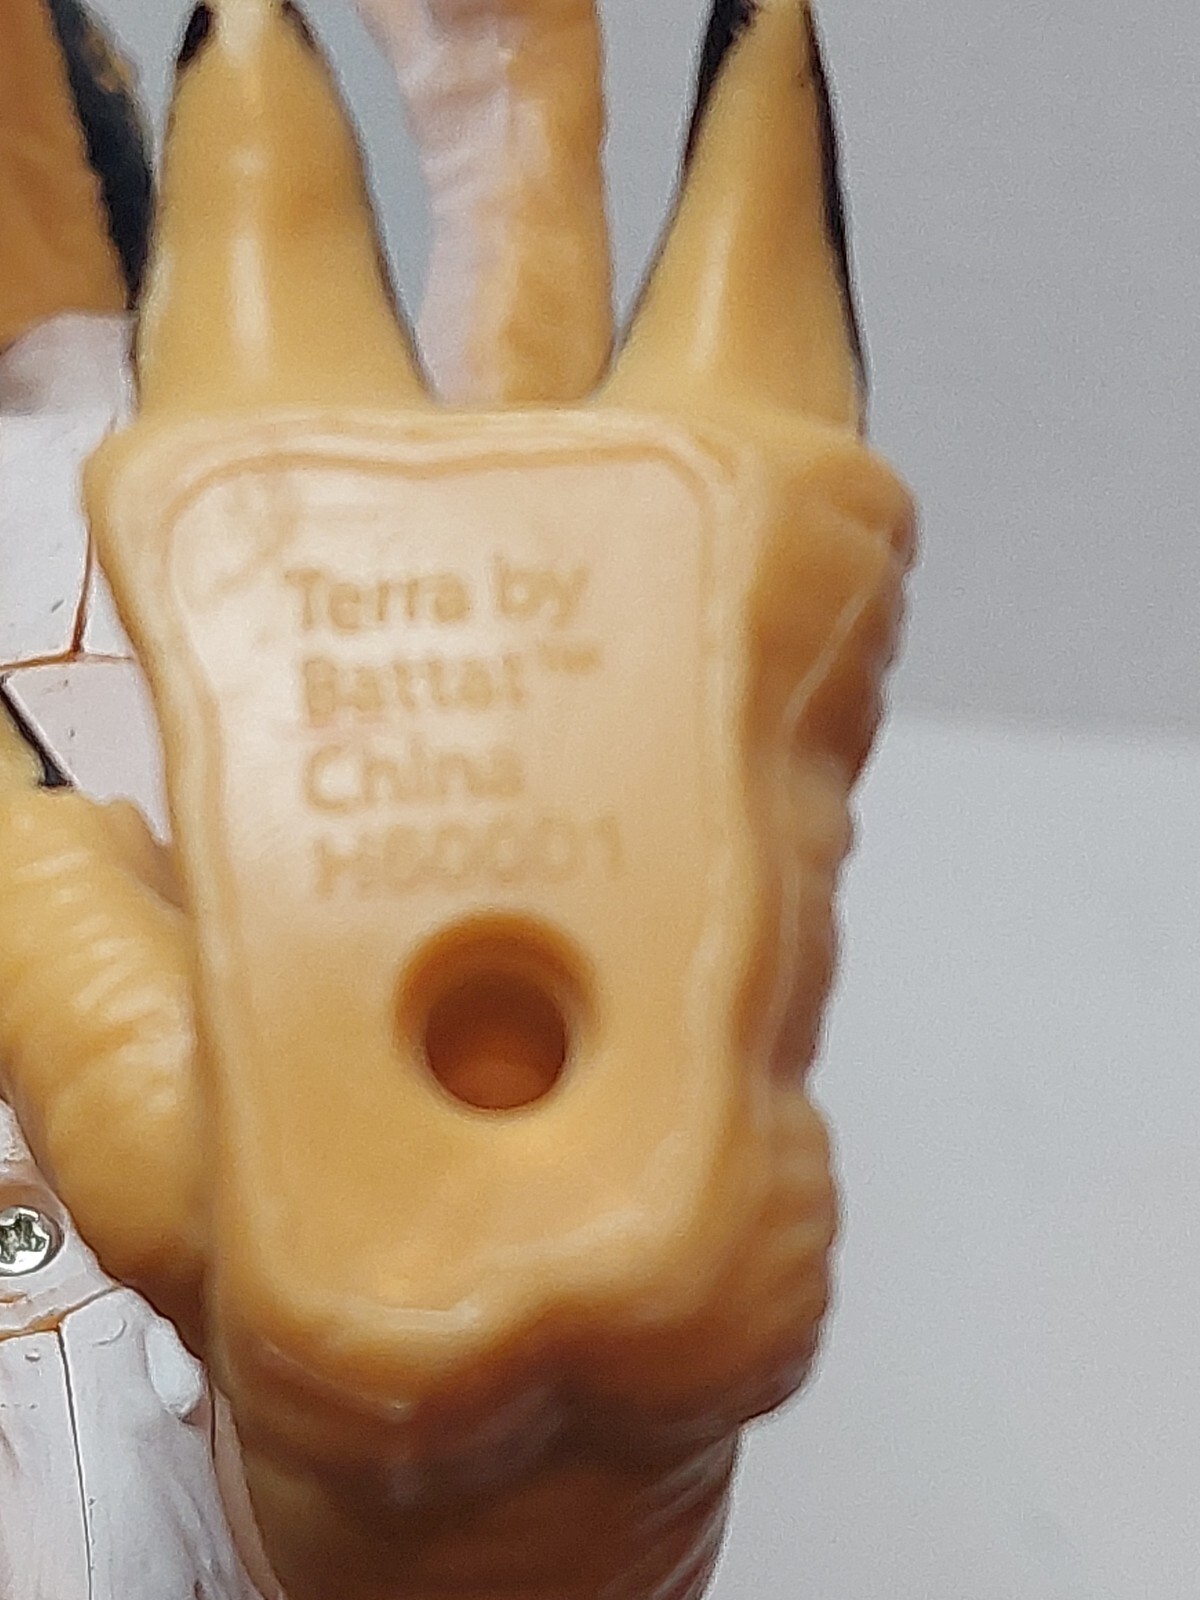 Terra by
Battat™
China